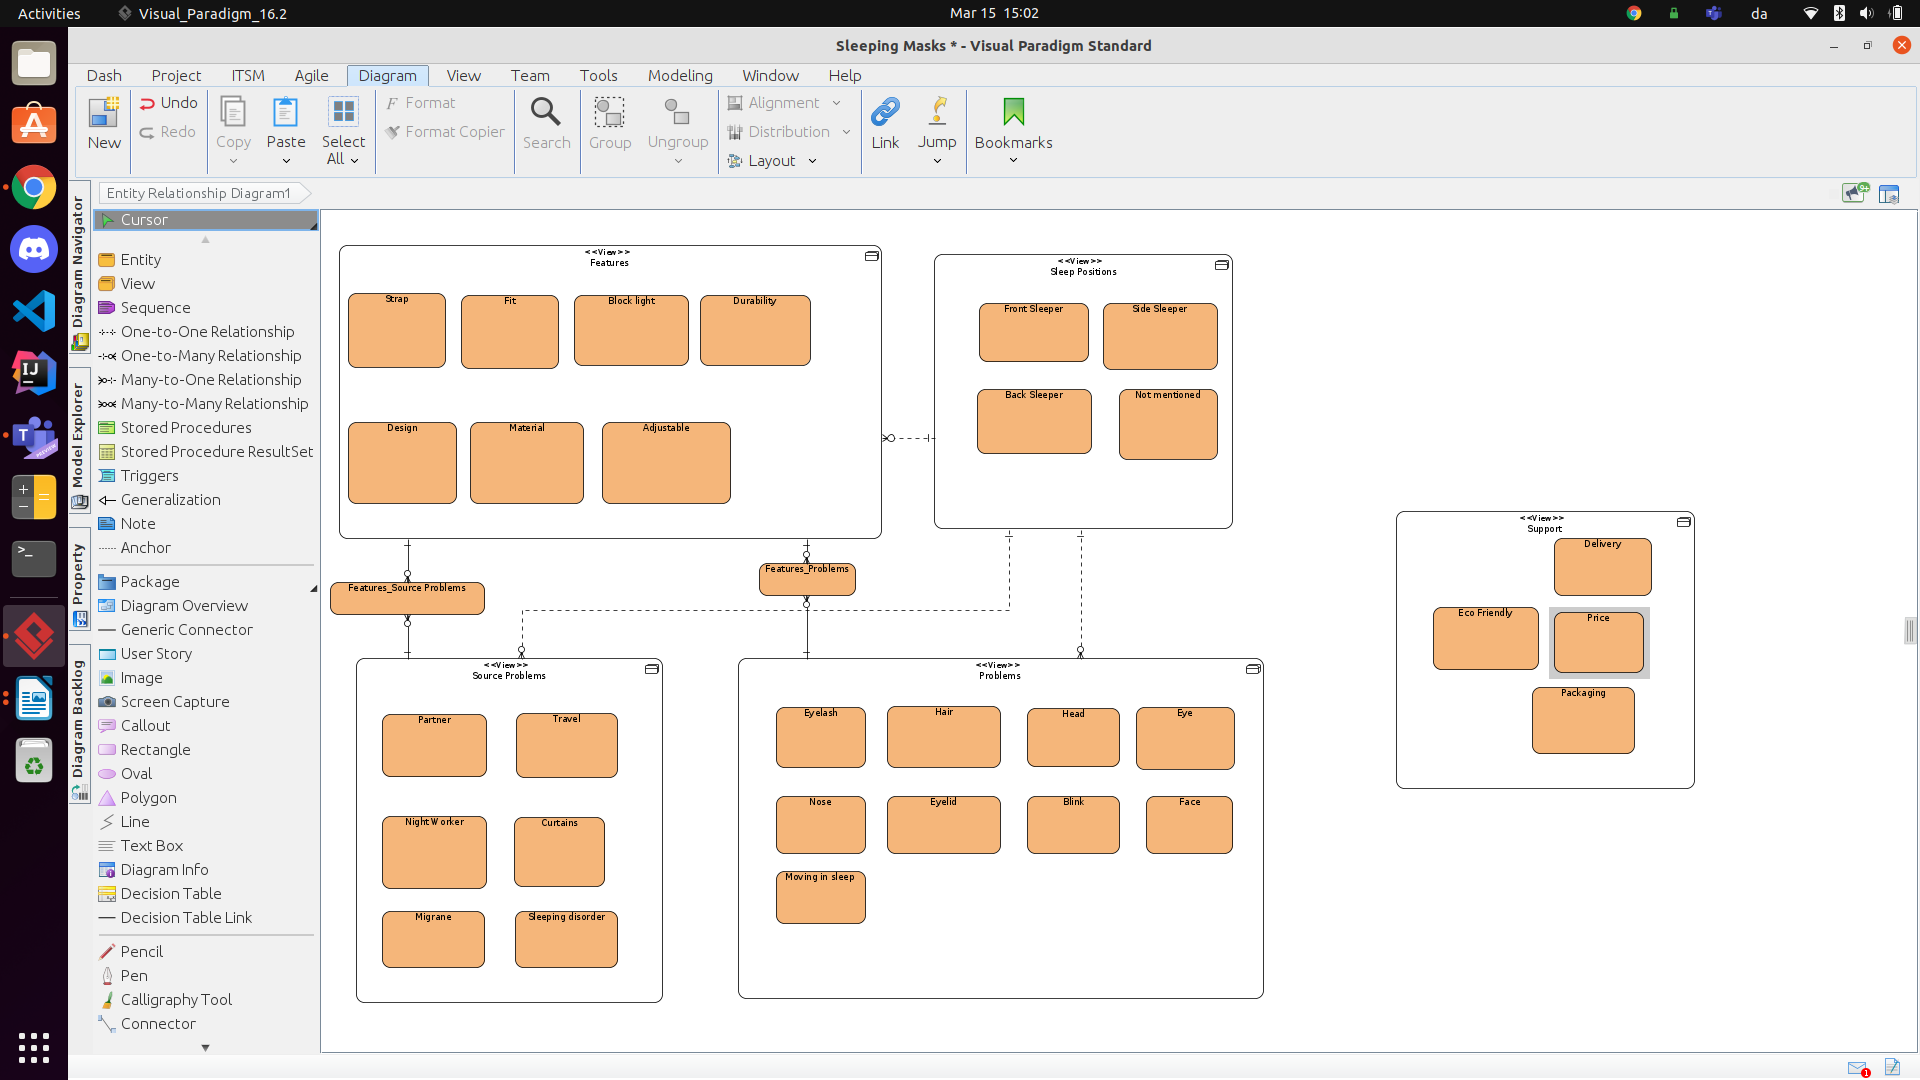 Activities
Visual_Paradigm_16.2
Mar 15 15:02
da
Sleeping Masks * - Visual Paradigm Standard
Dash Project ITSM Agile Diagram View Team Tools Modeling Window Help
New
Undo
Redo
Copy
Paste
Select All
Format
Format Copier
Search
Group
Ungroup
Alignment
Distribution
Layout
Link
Jump
Bookmarks
Entity Relationship Diagram1
9+
Diagram Navigator
Model Explorer
Property
Diagram Backlog
Cursor
Entity
View
Sequence
One-to-One Relationship
One-to-Many Relationship
Many-to-One Relationship
Many-to-Many Relationship
Stored Procedures
Stored Procedure ResultSet
Triggers
Generalization
Note
Anchor
Package
Diagram Overview
Generic Connector
User Story
Image
Screen Capture
Callout
Rectangle
Oval
Polygon
Line
Text Box
Diagram Info
Decision Table
Decision Table Link
Pencil
Pen
Calligraphy Tool
Connector
<<View>>
Features
Strap
Fit
Block light
Durability
Design
Material
Adjustable
<<View>>
Sleep Positions
Front Sleeper
Side Sleeper
Back Sleeper
Not mentioned
Features_Source Problems
Features_Problems
<<View>>
Source Problems
Partner
Travel
Night Worker
Curtains
Migrane
Sleeping disorder
<<View>>
Problems
Eyelash
Hair
Head
Eye
Nose
Eyelid
Blink
Face
Moving in sleep
<<View>>
Support
Delivery
Eco Friendly
Price
Packaging
1